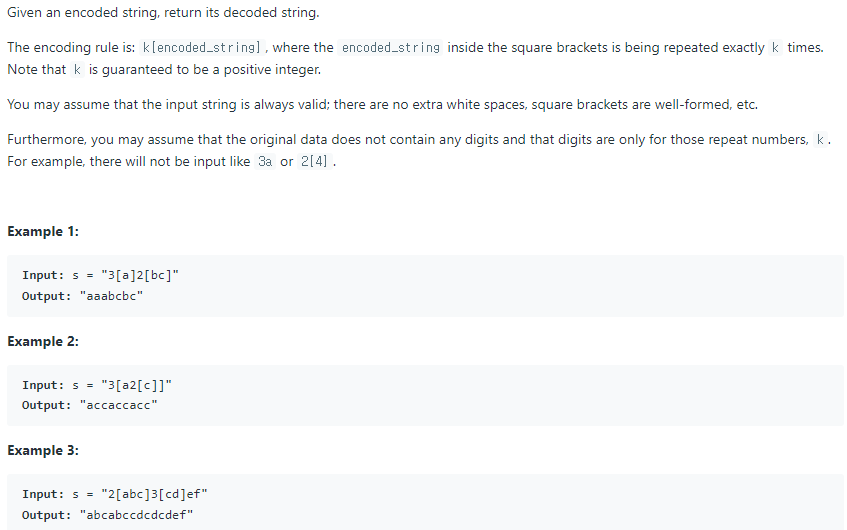 Given an encoded string, return its decoded string.
The encoding rule is: k[encoded_string], where the encoded_string inside the square brackets is being repeated exactly k times.
Note that k is guaranteed to be a positive integer.
You may assume that the input string is always valid; there are no extra white spaces, square brackets are well-formed, etc.
Furthermore, you may assume that the original data does not contain any digits and that digits are only for those repeat numbers, k.
For example, there will not be input like 3a or 2[4].
Example 1:
Input: s = "3[a]2[bc]"
Output: "aaabcbc"
Example 2:
Input: s = "3[a2[c]]"
Output: "accaccacc"
Example 3:
Input: s = "2[abc]3[cd]ef"
Output: "abcabccdcdcdef"